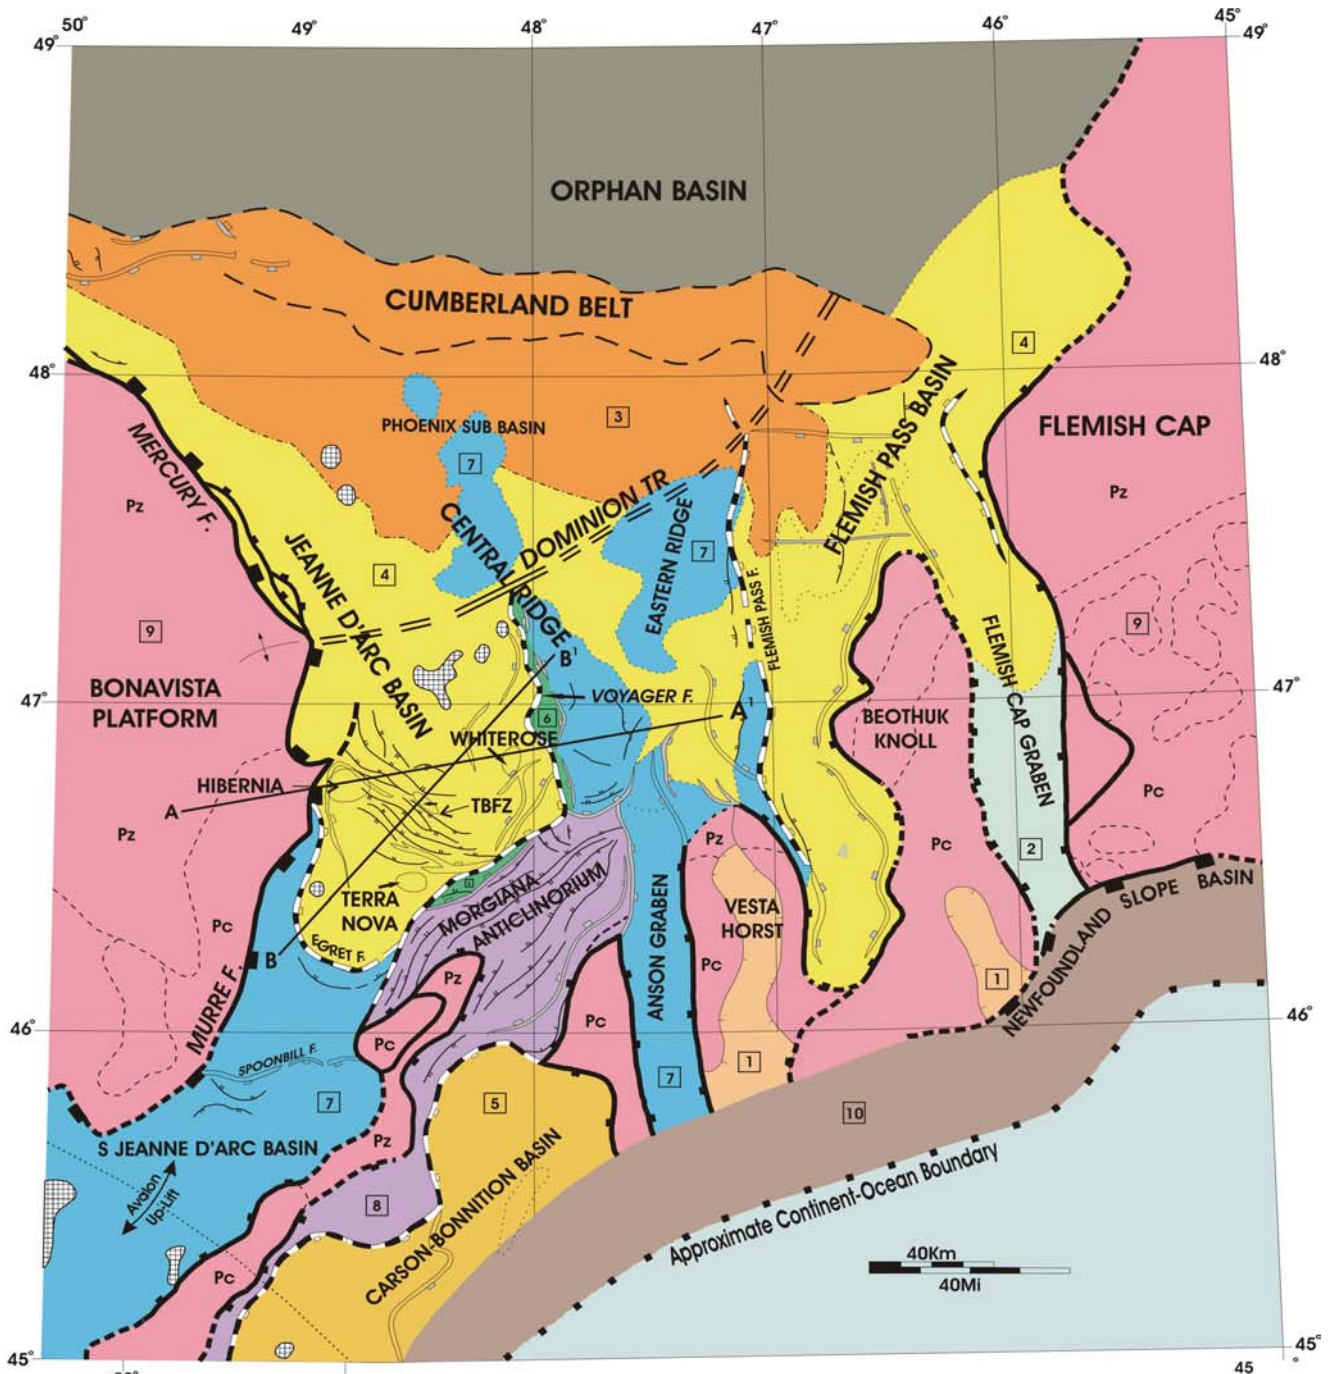 50°
49°
48°
47°
46°
45°
49°
49°
ORPHAN BASIN
CUMBERLAND BELT
4
48°
48°
3
PHOENIX SUB BASIN
FLEMISH PASS BASIN
FLEMISH CAP
MERCURY F.
7
Pz
Pz
CENTRAL RIDGE
DOMINION TR
JEANNE D'ARC BASIN
EASTERN RIDGE
7
4
FLEMISH PASS F.
9
9
FLEMISH CAP GRABEN
B¹
47°
47°
BONAVISTA
PLATFORM
VOYAGER F.
A¹
6
BEOTHUK
KNOLL
WHITEROSE
HIBERNIA
A
TBFZ
Pc
Pz
Pz
Pc
2
4
TERRA
NOVA
MORGIANA
ANTICLINORIUM
VESTA
HORST
NEWFOUNDLAND SLOPE BASIN
Pc
EGRET F.
B
ANSON GRABEN
Pc
Pz
1
MURRE F.
46°
46°
Pc
Pc
SPOONBILL F.
1
7
7
5
10
S JEANNE D'ARC BASIN
Pz
CARSON-BONNITION BASIN
Approximate Continent-Ocean Boundary
Avalon
Up-Lift
8
Pc
40Km
40Mi
45°
45°
45
°